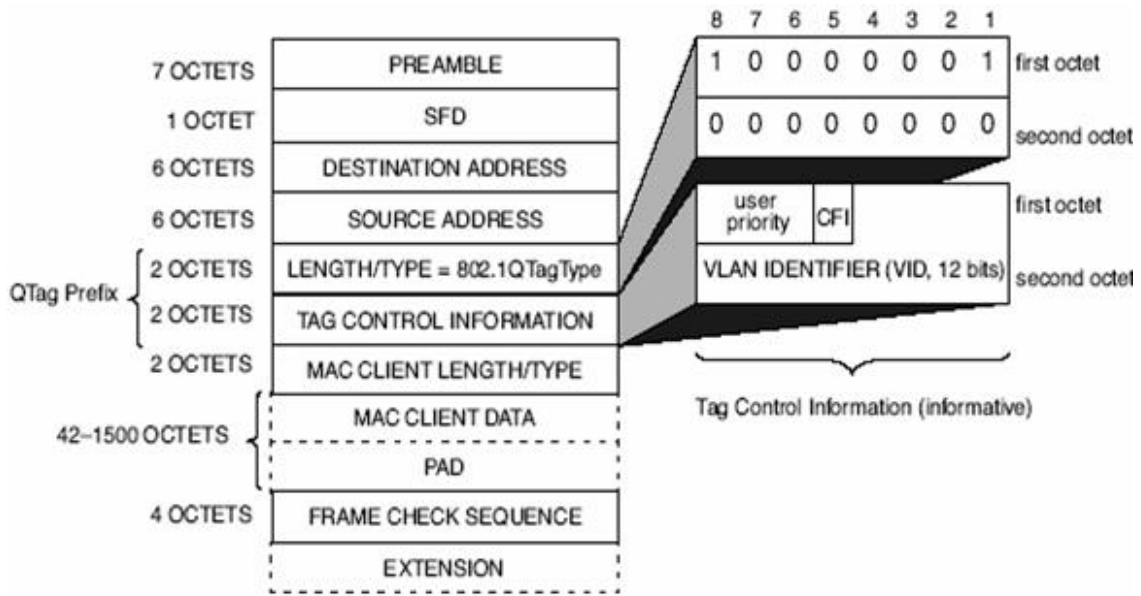 8 7 6 5 4 3 2 1
7 OCTETS PREAMBLE 1 0 0 0 0 0 0 1 first octet
1 OCTET SFD 0 0 0 0 0 0 0 0 second octet
6 OCTETS DESTINATION ADDRESS
6 OCTETS SOURCE ADDRESS user priority CFI first octet
QTag Prefix 2 OCTETS LENGTH/TYPE = 802.1QTagType VLAN IDENTIFIER (VID, 12 bits) second octet
2 OCTETS TAG CONTROL INFORMATION
2 OCTETS MAC CLIENT LENGTH/TYPE
Tag Control Information (informative)
42–1500 OCTETS MAC CLIENT DATA
PAD
4 OCTETS FRAME CHECK SEQUENCE
EXTENSION